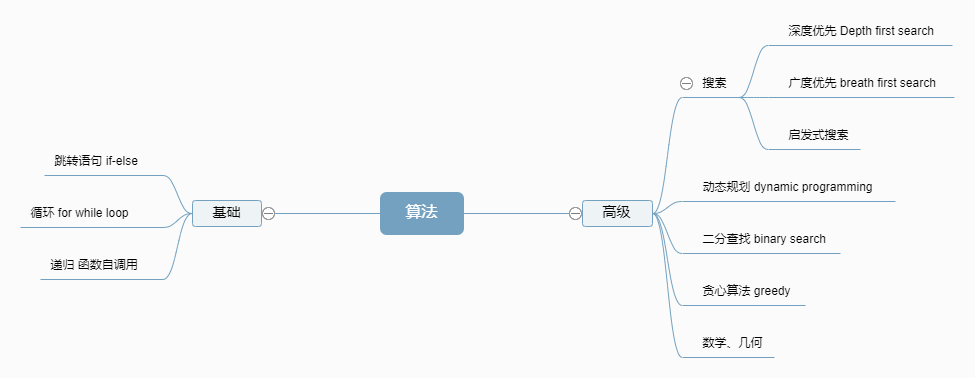 算法
基础
跳转语句 if-else
循环 for while loop
递归 函数自调用
高级
搜索
深度优先 Depth first search
广度优先 breath first search
启发式搜索
动态规划 dynamic programming
二分查找 binary search
贪心算法 greedy
数学、几何